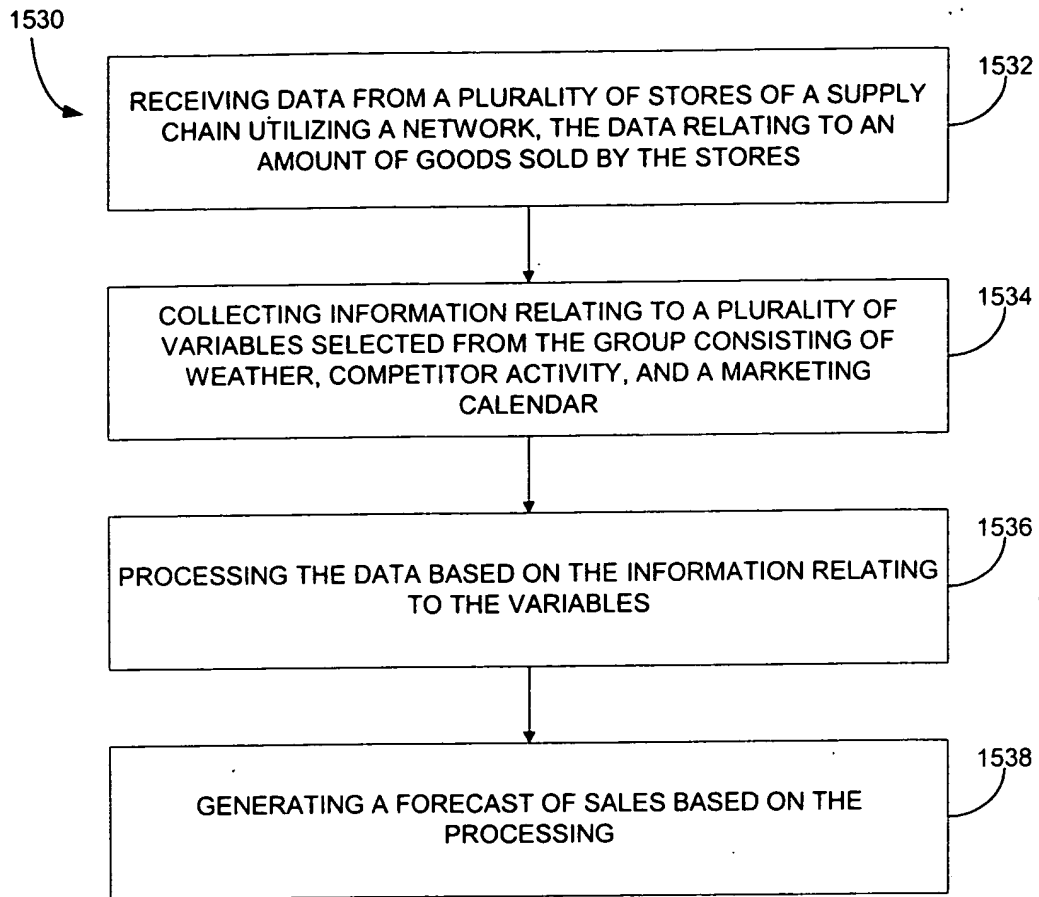 1530
1532
RECEIVING DATA FROM A PLURALITY OF STORES OF A SUPPLY
CHAIN UTILIZING A NETWORK, THE DATA RELATING TO AN
AMOUNT OF GOODS SOLD BY THE STORES
1534
COLLECTING INFORMATION RELATING TO A PLURALITY OF
VARIABLES SELECTED FROM THE GROUP CONSISTING OF
WEATHER, COMPETITOR ACTIVITY, AND A MARKETING
CALENDAR
1536
PROCESSING THE DATA BASED ON THE INFORMATION RELATING
TO THE VARIABLES
1538
GENERATING A FORECAST OF SALES BASED ON THE
PROCESSING